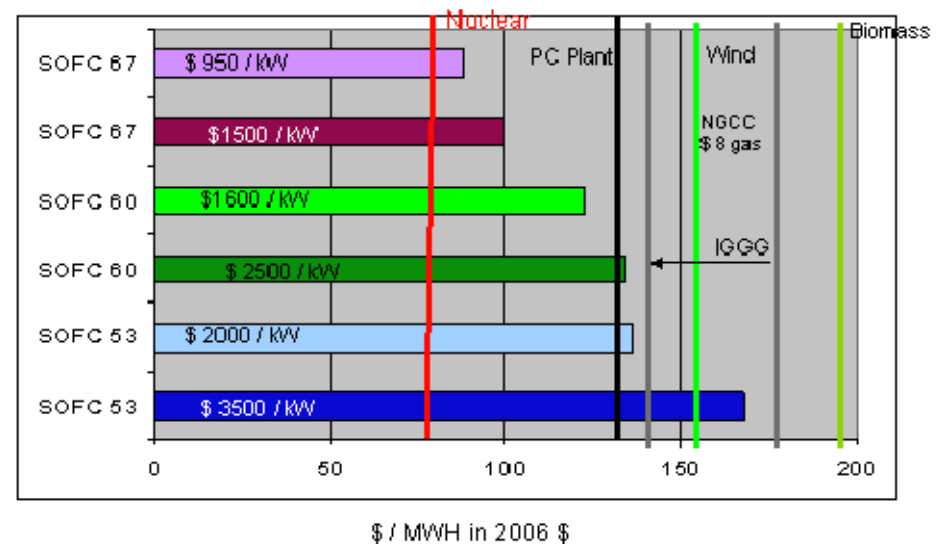 Nuclear
Biomass
SOFC 67
$ 950 / kW
PC Plant
Wind
SOFC 67
$1500 / kW
NGCC
$ 8 gas
SOFC 60
$1600 / kW
IGGG
SOFC 60
$ 2500 / kW
SOFC 53
$ 2000 / kW
SOFC 53
$ 3500 / kW
0
50
100
150
200
$ / MWH in 2006 $